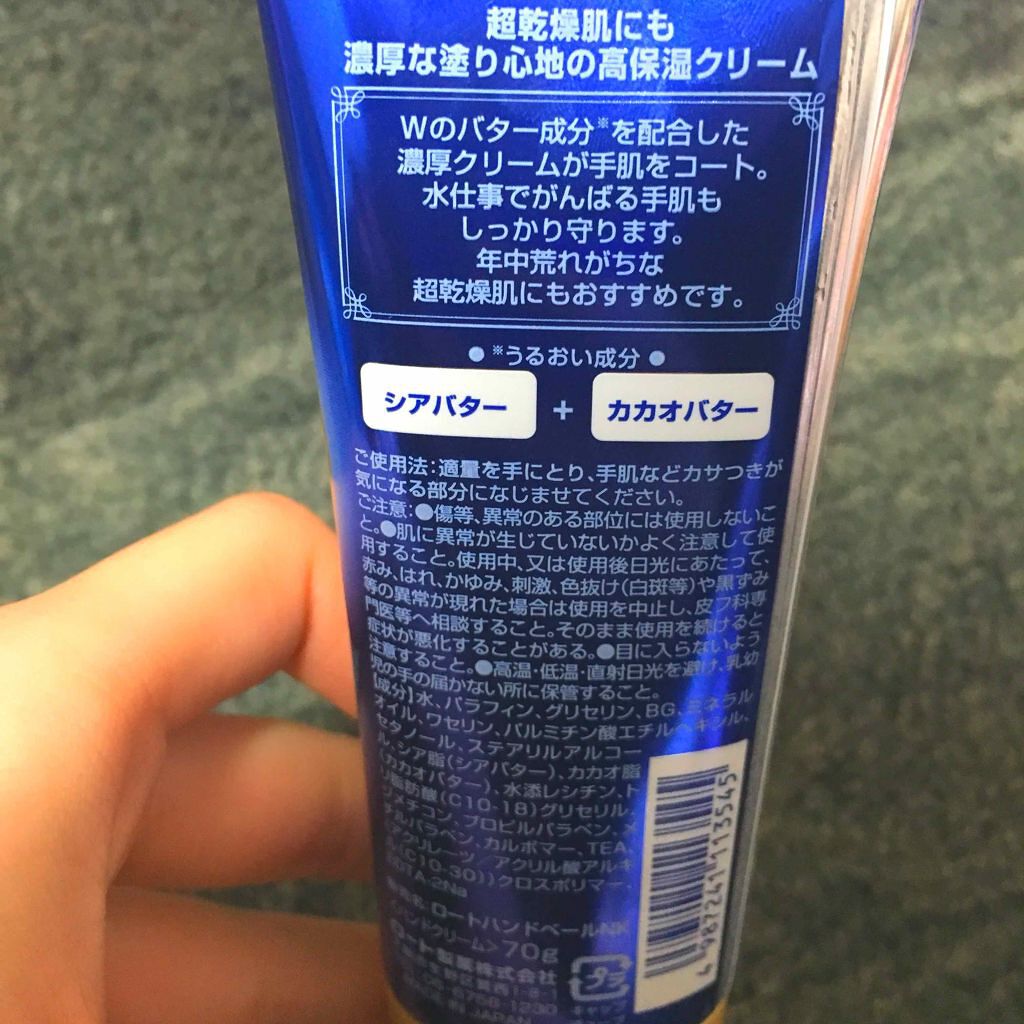 超乾燥肌にも
濃厚な塗り心地の高保湿クリーム
Wのバター成分※を配合した
濃厚クリームが手肌をコート。
水仕事でがんばる手肌も
しっかり守ります。
年中荒れがちな
超乾燥肌にもおすすめです。
●※うるおい成分●
シアバター + カカオバター
ご使用法:適量を手にとり、手肌などカサつきが
気になる部分になじませてください。
ご注意:●傷等、異常のある部位には使用しないこ
と。●肌に異常が生じていないかよく注意して使
用すること。使用中、又は使用後日光にあたって、
赤み、はれ、かゆみ、刺激、色抜け(白斑等)や黒ずみ
等の異常が現れた場合は使用を中止し、皮フ科専
門医等へ相談すること。そのまま使用を続けると
症状が悪化することがある。●目に入らないよう
注意すること。●高温・低温・直射日光を避け、乳幼
児の手の届かない所に保管すること。
【成分】水、パラフィン、グリセリン、BG、ミネラル
オイル、ワセリン、パルミチン酸エチルヘキシル、
セタノール、ステアリルアルコー
ル、シア脂(シアバター)、カカオ脂
(カカオバター)、水添レシチン、ト
リ脂肪酸(C10-18)グリセリル、
ジメチコン、プロピルパラベン、メ
チルパラベン、カルボマー、TEA、
(アクリレーツ/アクリル酸アルキ
ル(C10-30))クロスポリマー、
EDTA-2Na
ロートハンドベールNK
(ハンドクリーム)70g
ロート製薬株式会社
プラ
キャップ
IN JAPAN
4 987241 113545